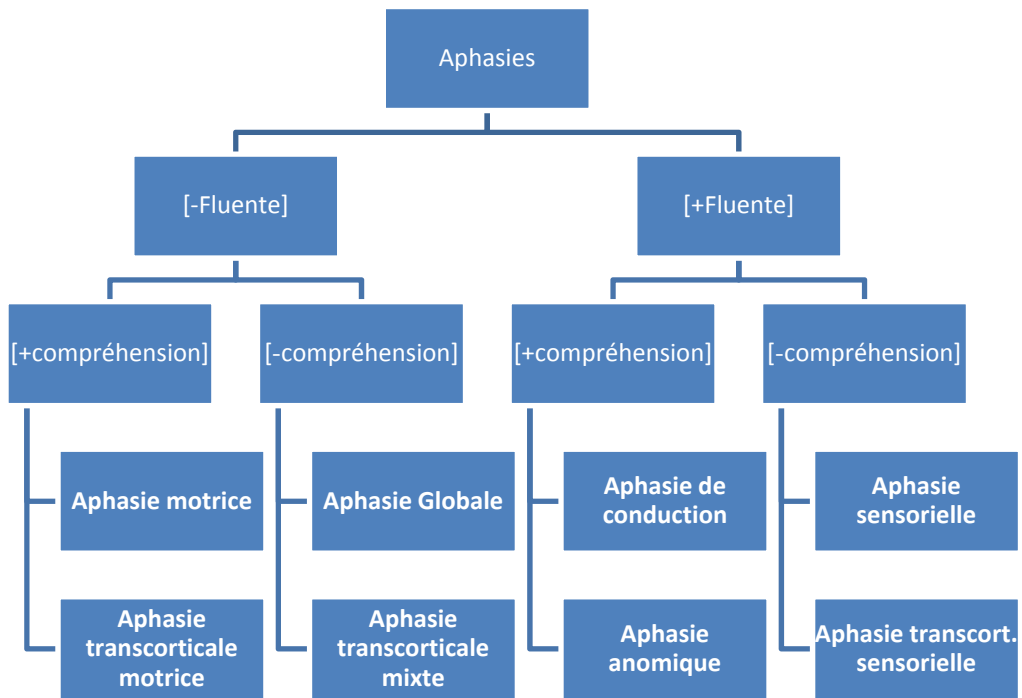 Aphasies
[-Fluente]
[+Fluente]
[+compréhension]
[-compréhension]
[+compréhension]
[-compréhension]
Aphasie motrice
Aphasie Globale
Aphasie de
conduction
Aphasie
sensorielle
Aphasie
transcorticale
motrice
Aphasie
transcorticale
mixte
Aphasie
anomique
Aphasie transcort.
sensorielle